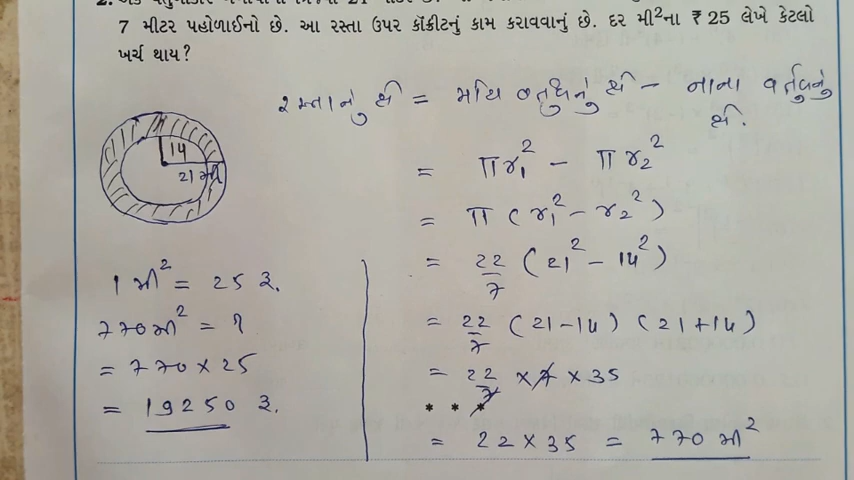 7 મીટર પહોળાઈનો છે. આ રસ્તા ઉપર કૉંક્રીટનું કામ કરાવવાનું છે. દર મી²ના ₹ 25 લેખે કેટલો
ખર્ચ થાય?
રસ્તાનું ક્ષે = મોટા વર્તુળનું ક્ષે – નાના વર્તુળનું
ક્ષે.
14
21 મી
= πr₁² – πr₂²
= π (r₁² – r₂²)
= 22/7 (21² – 14²)
= 22/7 (21–14) (21+14)
= 22/7 × 7 × 35
* * *
= 22 × 35 = 770 મી²
1 મી² = 25 રૂ.
770 મી² = ?
= 770 × 25
= 19250 રૂ.